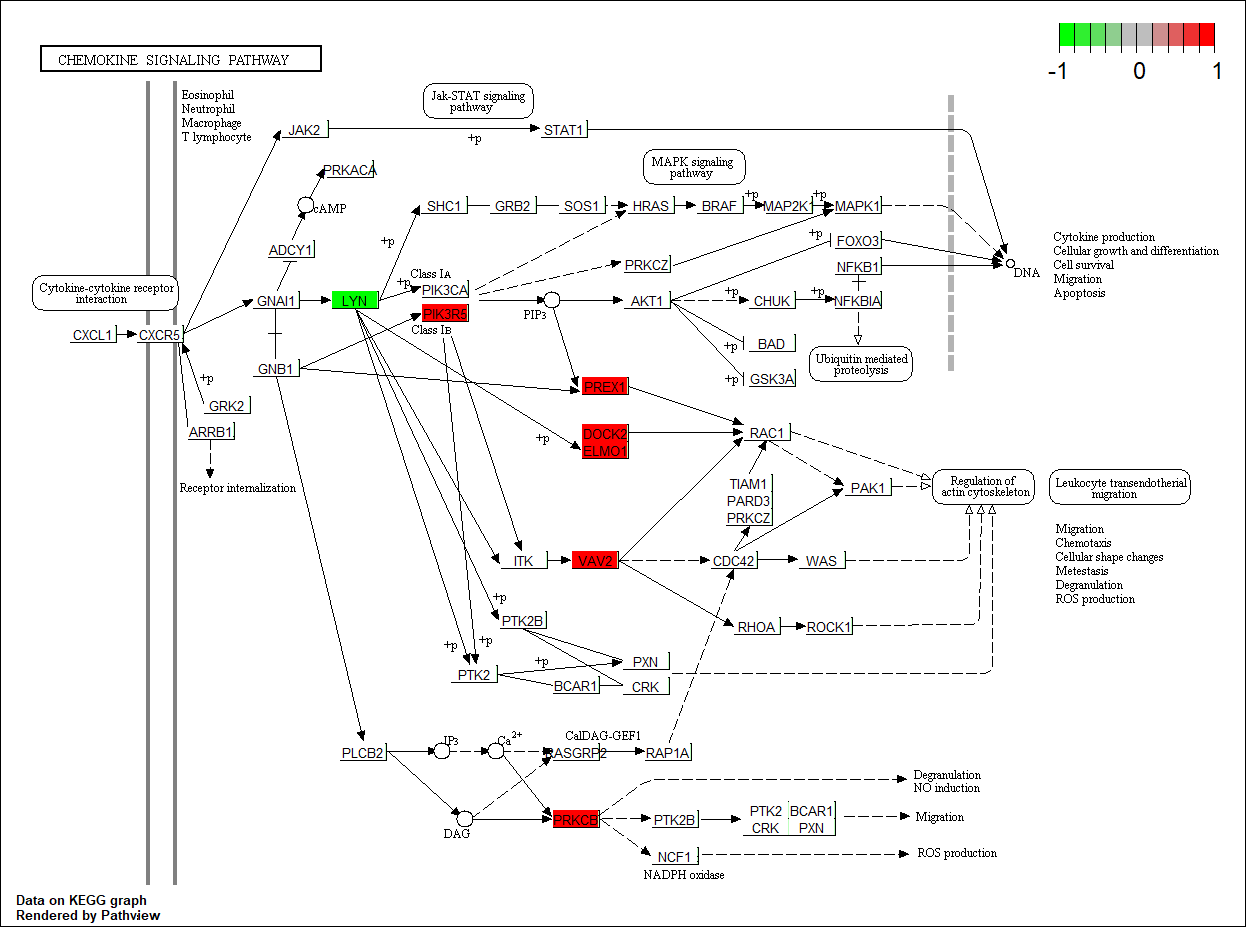 CHEMOKINE SIGNALING PATHWAY
-1 0 1
Eosinophil
Neutrophil
Macrophage
T lymphocyte
Jak-STAT signaling
pathway
JAK2
+p
STAT1
MAPK signaling
pathway
PRKACA
cAMP
ADCY1
+p
SHC1
GRB2
SOS1
HRAS
BRAF
+p
MAP2K1
+p
MAPK1
+p
FOXO3
PRKCZ
NFKB1
DNA
Cytokine production
Cellular growth and differentiation
Cell survival
Migration
Apoptosis
Cytokine-cytokine receptor
interaction
Class IA
+p
PIK3CA
GNAI1
LYN
PIK3R5
Class IB
PIP3
AKT1
+p
CHUK
+p
NFKBIA
CXCL1
CXCR5
+p
BAD
+p
GSK3A
Ubiquitin mediated
proteolysis
GNB1
+p
GRK2
ARRB1
Receptor internalization
PREX1
+p
DOCK2
ELMO1
RAC1
TIAM1
PARD3
PRKCZ
PAK1
Regulation of
actin cytoskeleton
Leukocyte transendothelial
migration
ITK
VAV2
CDC42
WAS
Migration
Chemotaxis
Cellular shape changes
Metastasis
Degranulation
ROS production
+p
PTK2B
RHOA
ROCK1
+p
+p
PTK2
+p
PXN
BCAR1
CRK
PLCB2
IP3
Ca2+
CalDAG-GEF1
RASGRP2
RAP1A
DAG
PRKCD
Degranulation
NO induction
PTK2B
PTK2 BCAR1
CRK PXN
Migration
NCF1
NADPH oxidase
ROS production
Data on KEGG graph
Rendered by Pathview